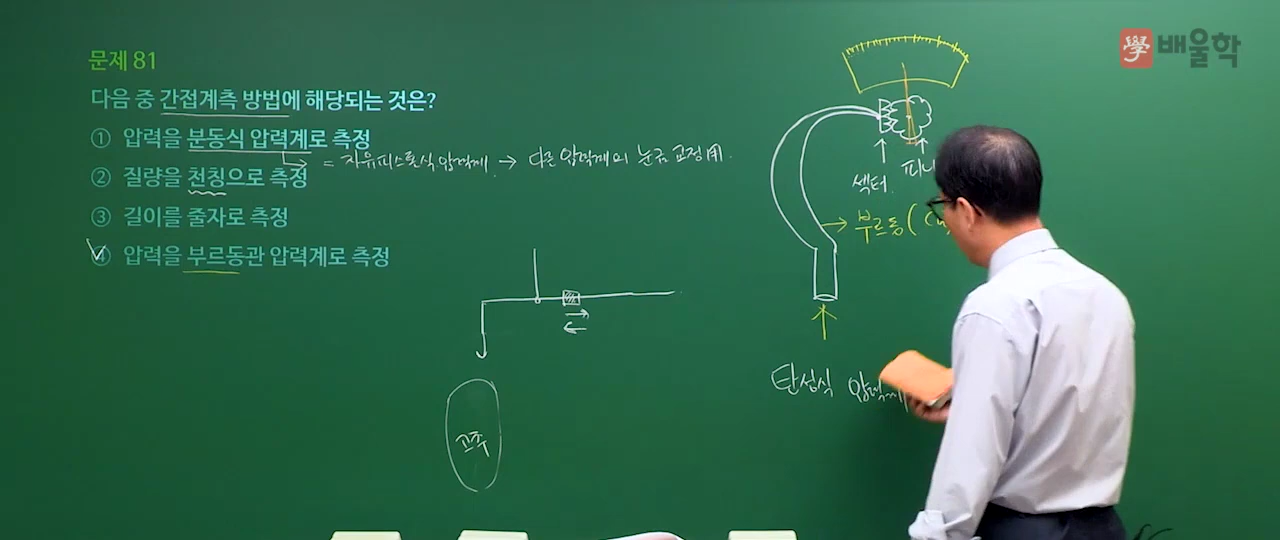 문제 81
다음 중 간접계측 방법에 해당되는 것은?
① 압력을 분동식 압력계로 측정
= 자유피스톤식압력계 → 다른 압력계의 눈금 교정用.
② 질량을 천칭으로 측정
③ 길이를 줄자로 측정
④ 압력을 부르동관 압력계로 측정
고추
學 배울학
섹터
피니
부르동(
탄성식 압력계